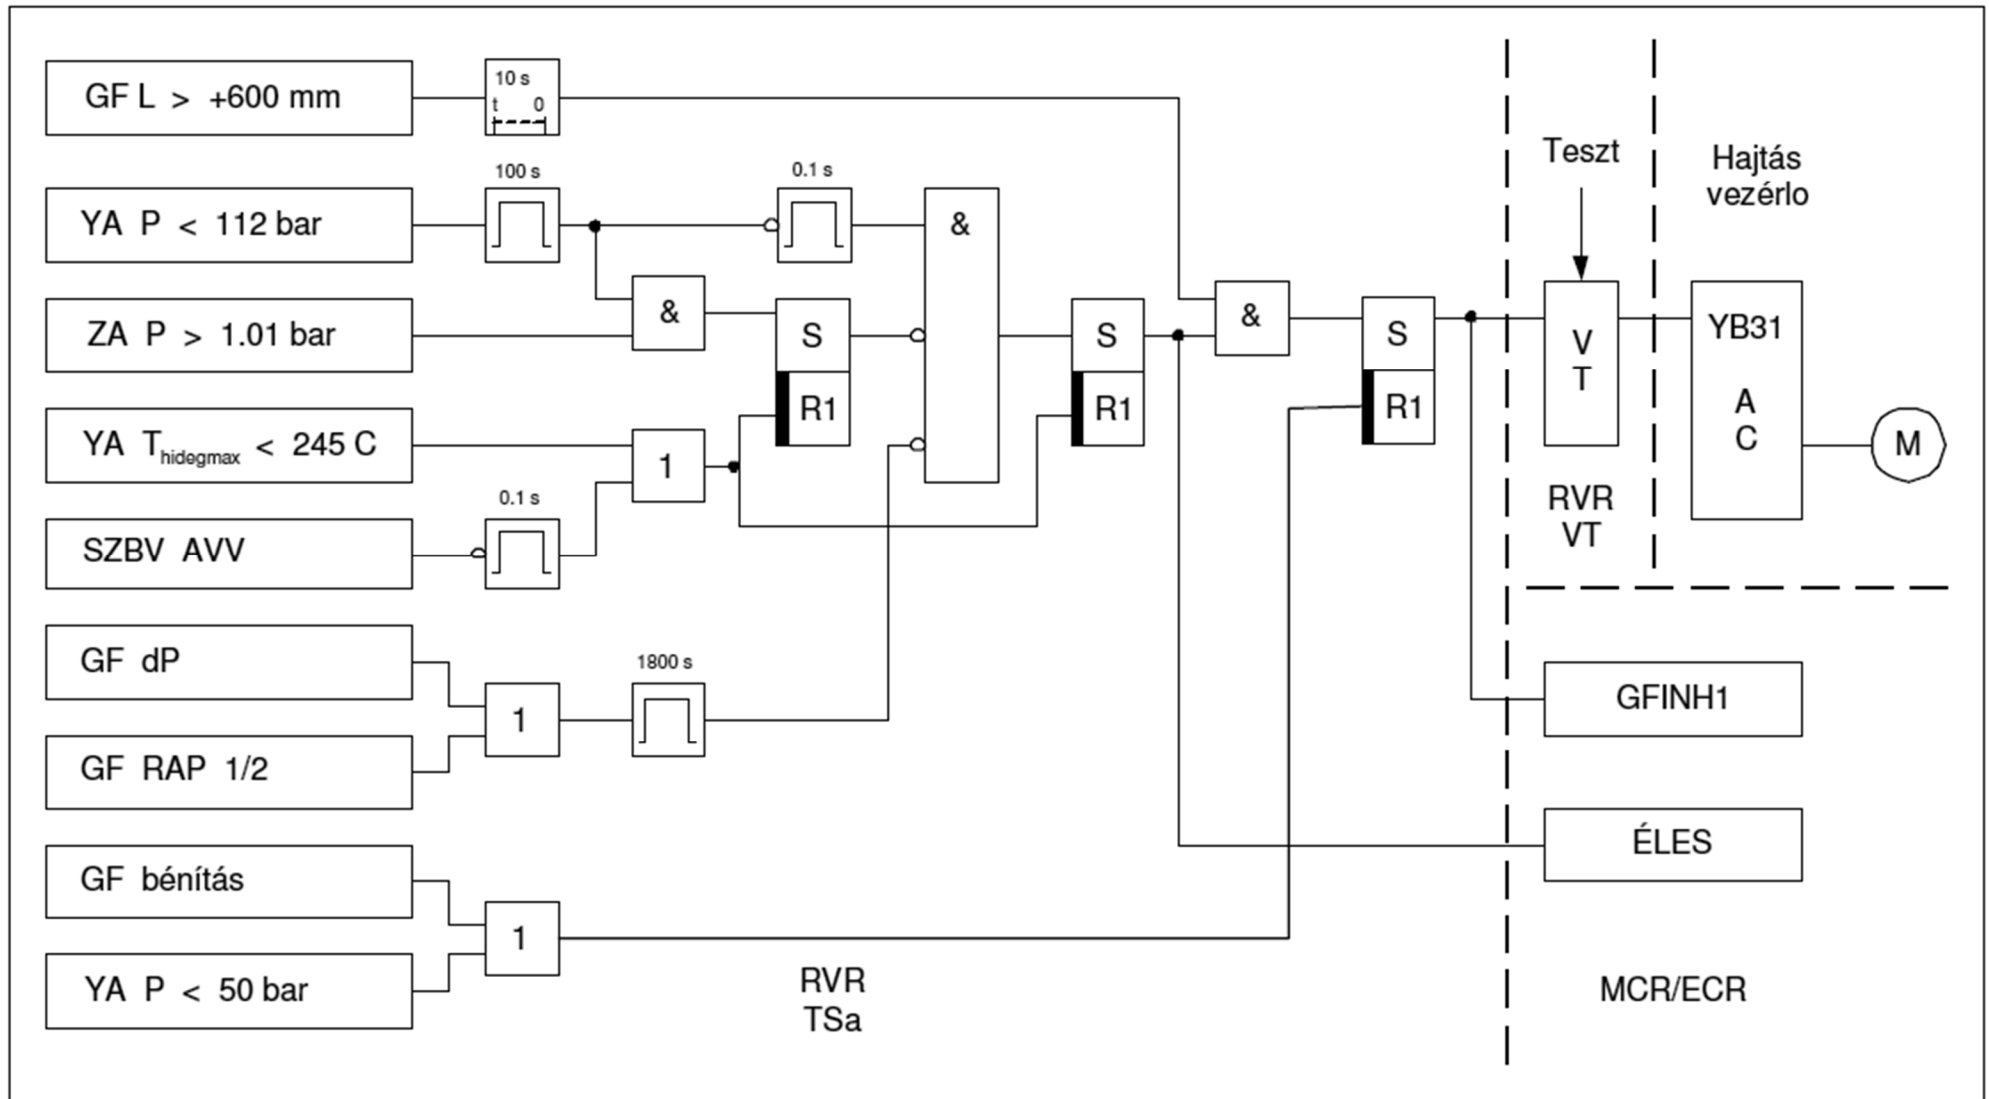 GF L > +600 mm
10 s
t 0
YA P < 112 bar
100 s
0.1 s
&
ZA P > 1.01 bar
&
S
R1
S
R1
&
S
R1
YA Thidegmax < 245 C
1
SZBV AVV
0.1 s
GF dP
GF RAP 1/2
1
1800 s
GF bénítás
YA P < 50 bar
1
RVR
TSa
Teszt
V
T
RVR
VT
Hajtás
vezérlo
YB31
A
C
M
GFINH1
ÉLES
MCR/ECR